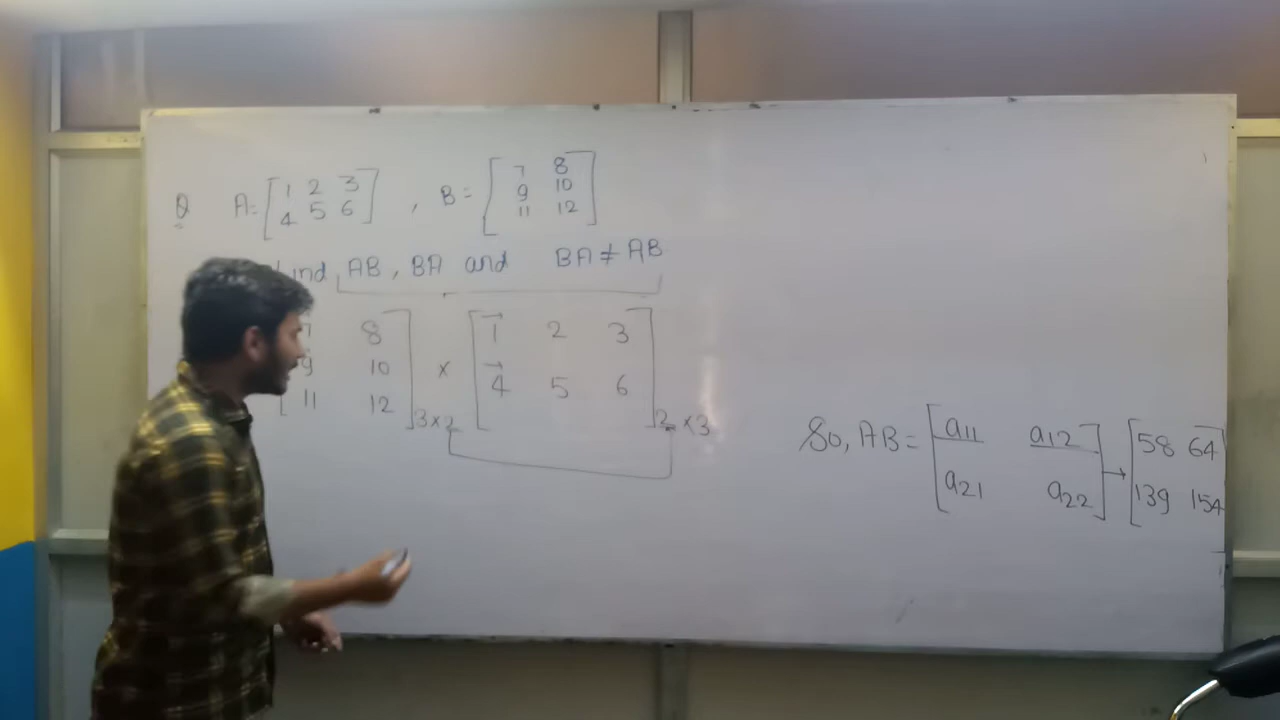 Q A= [ 1 2 3 ] , B= [ 7 8 ]
4 5 6 9 10
11 12
ind AB, BA and BA ≠ AB
8 ] × [ 1 2 3 ]
9 10 4 5 6
11 12 3×2 2×3
So, AB = [ a11 a12 ] → [ 58 64 ]
a21 a22 139 154